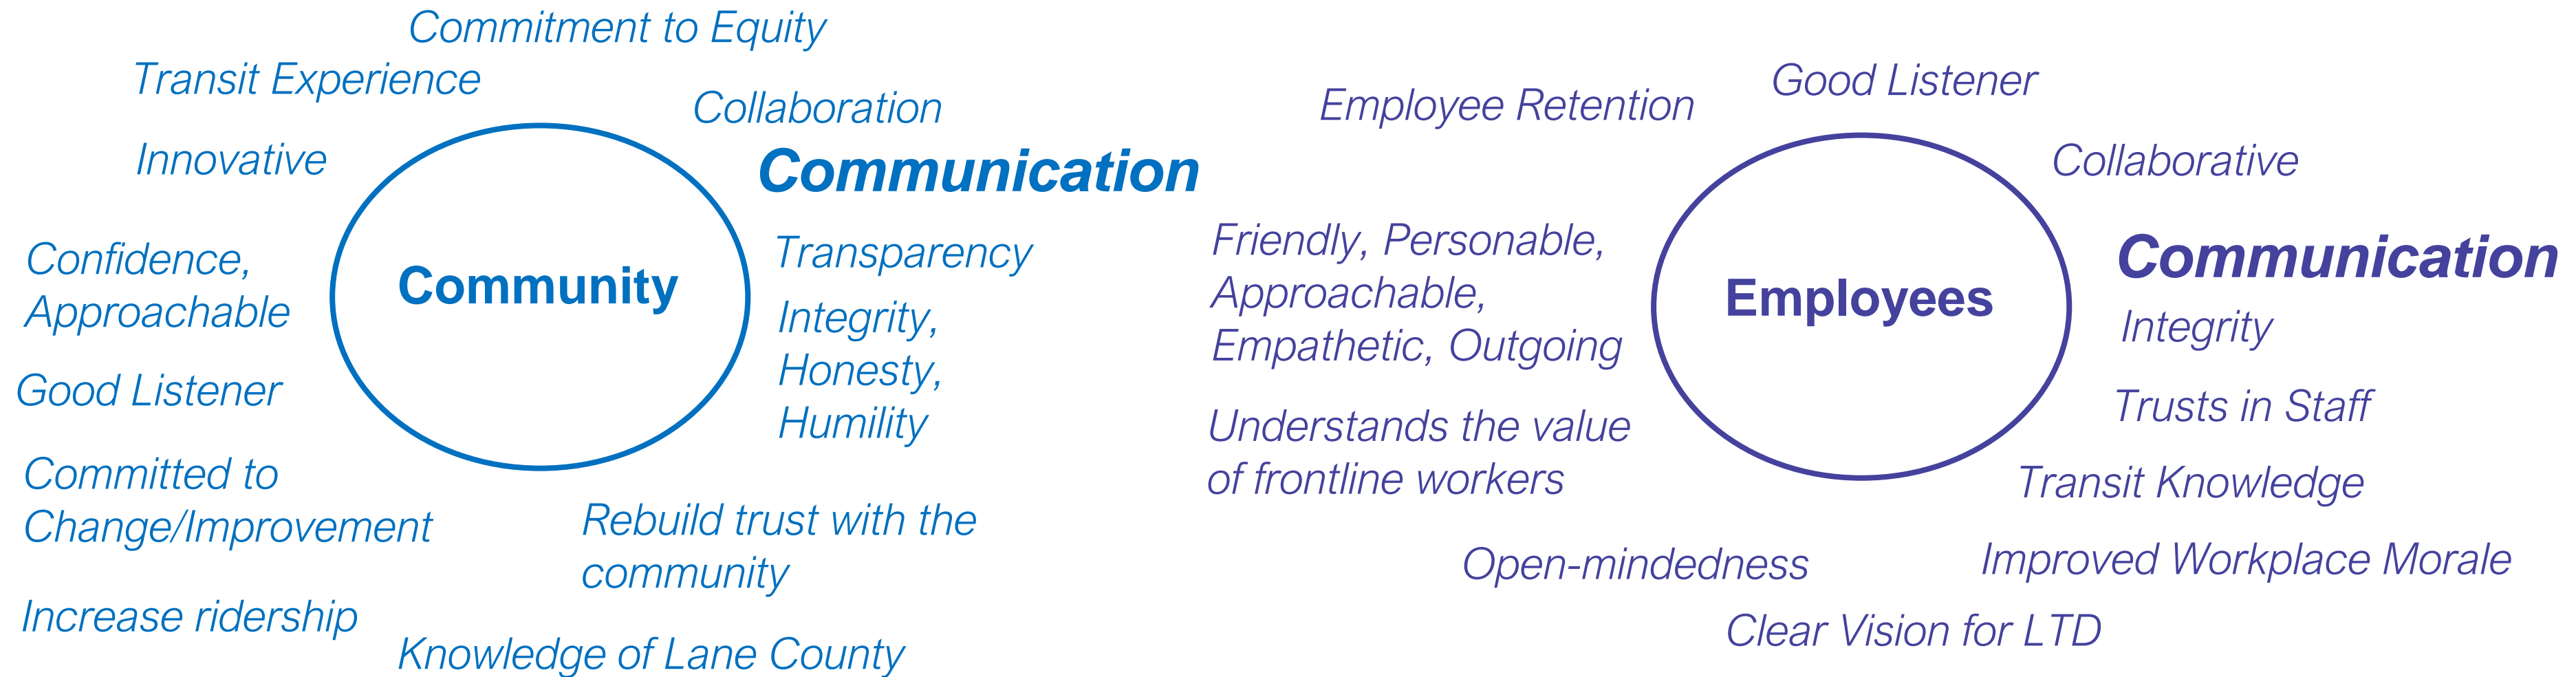 Commitment to Equity
Transit Experience
Collaboration
Innovative
Communication
Confidence,
Approachable
Community
Transparency
Integrity,
Honesty,
Humility
Good Listener
Committed to
Change/Improvement
Rebuild trust with the
community
Increase ridership
Knowledge of Lane County
Good Listener
Employee Retention
Collaborative
Friendly, Personable,
Approachable,
Empathetic, Outgoing
Employees
Communication
Integrity
Understands the value
of frontline workers
Trusts in Staff
Transit Knowledge
Open-mindedness
Improved Workplace Morale
Clear Vision for LTD